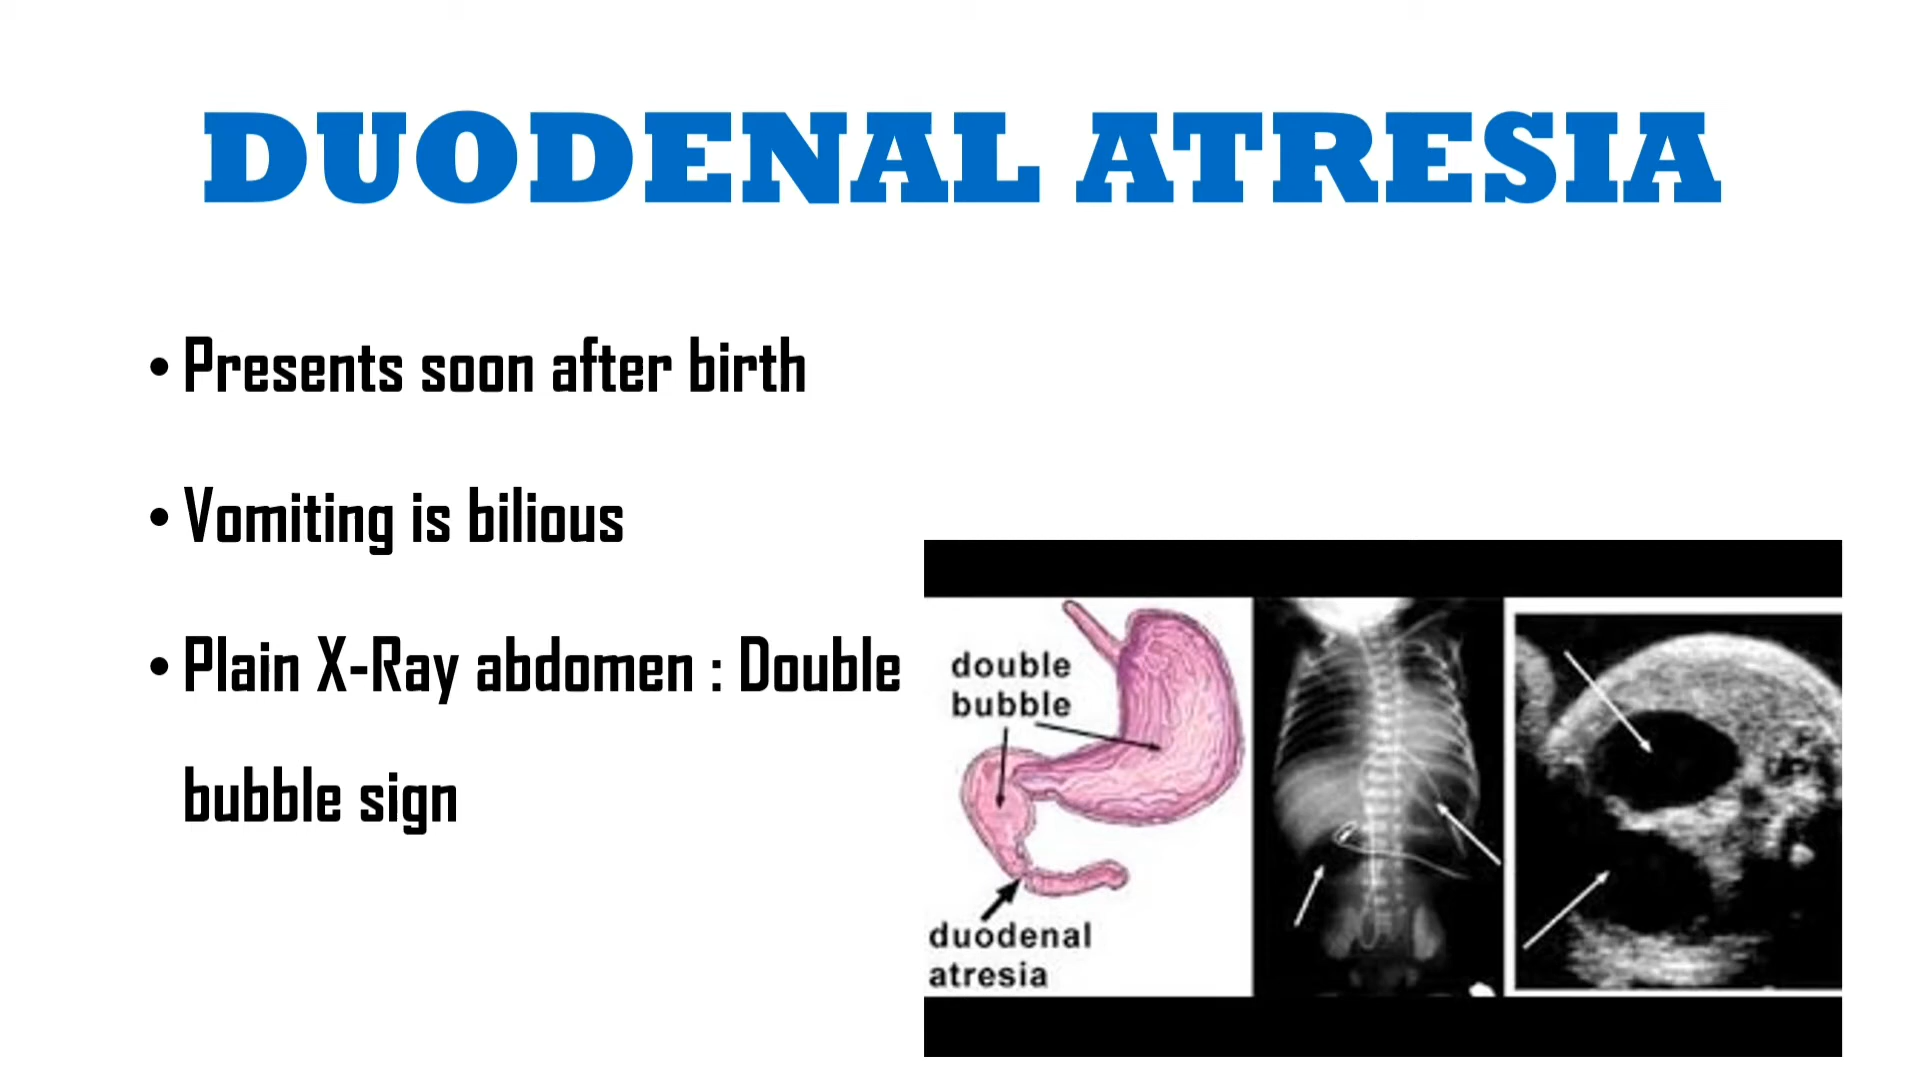 DUODENAL ATRESIA
• Presents soon after birth
• Vomiting is bilious
• Plain X-Ray abdomen : Double
bubble sign
double
bubble
duodenal
atresia